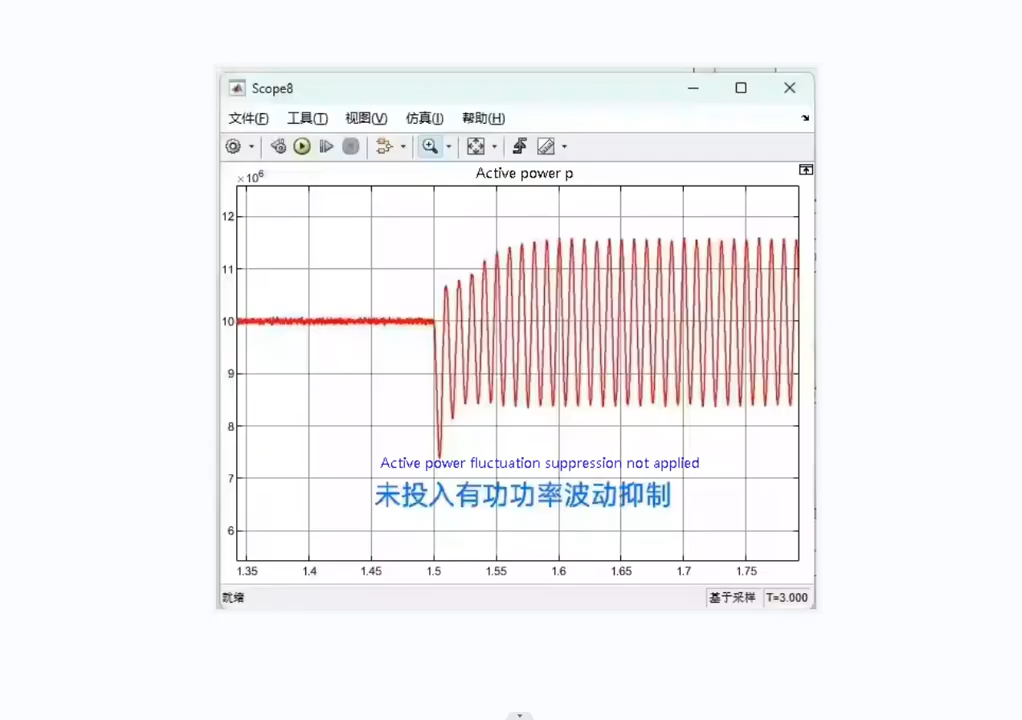 Scope8
文件(F) 工具(T) 视图(V) 仿真(I) 帮助(H)
×10⁶
Active power p
12
11
10
9
8
7
6
Active power fluctuation suppression not applied
未投入有功功率波动抑制
1.35 1.4 1.45 1.5 1.55 1.6 1.65 1.7 1.75
就绪 基于采样 T=3.000